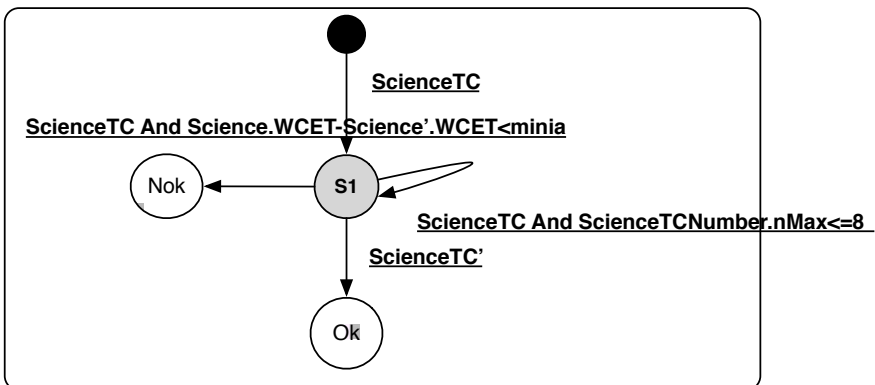 ScienceTC
ScienceTC And Science.WCET-Science’.WCET<minia
Nok
S1
ScienceTC And ScienceTCNumber.nMax<=8
ScienceTC’
Ok